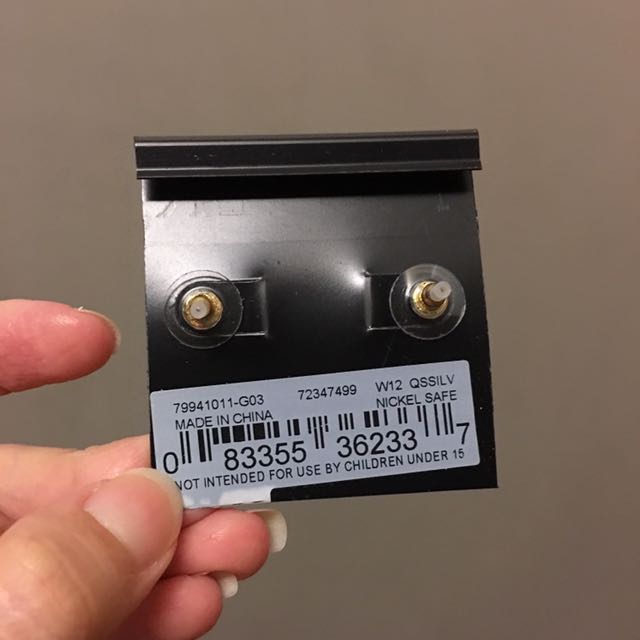 79941011-G03 72347499 W12 QSSILV
MADE IN CHINA NICKEL SAFE
0 83355 36233 7
NOT INTENDED FOR USE BY CHILDREN UNDER 15